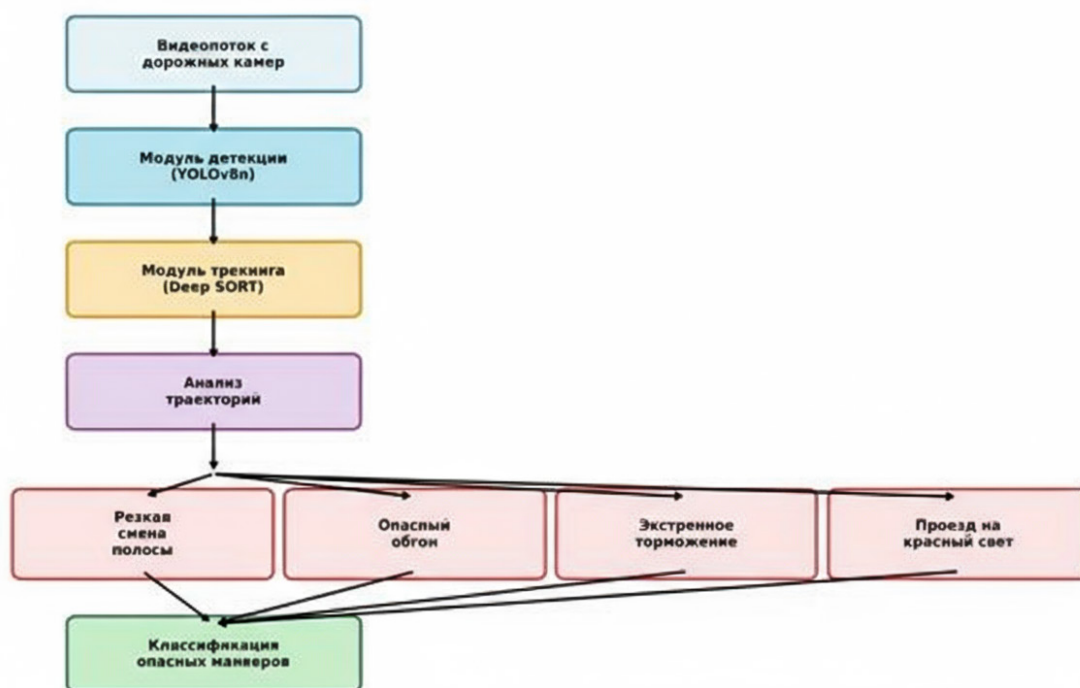 Видеопоток с
дорожных камер
Модуль детекции
(YOLOv8n)
Модуль трекинга
(Deep SORT)
Анализ
траекторий
Резкая
смена
полосы
Опасный
обгон
Экстренное
торможение
Проезд на
красный свет
Классификация
опасных маневров